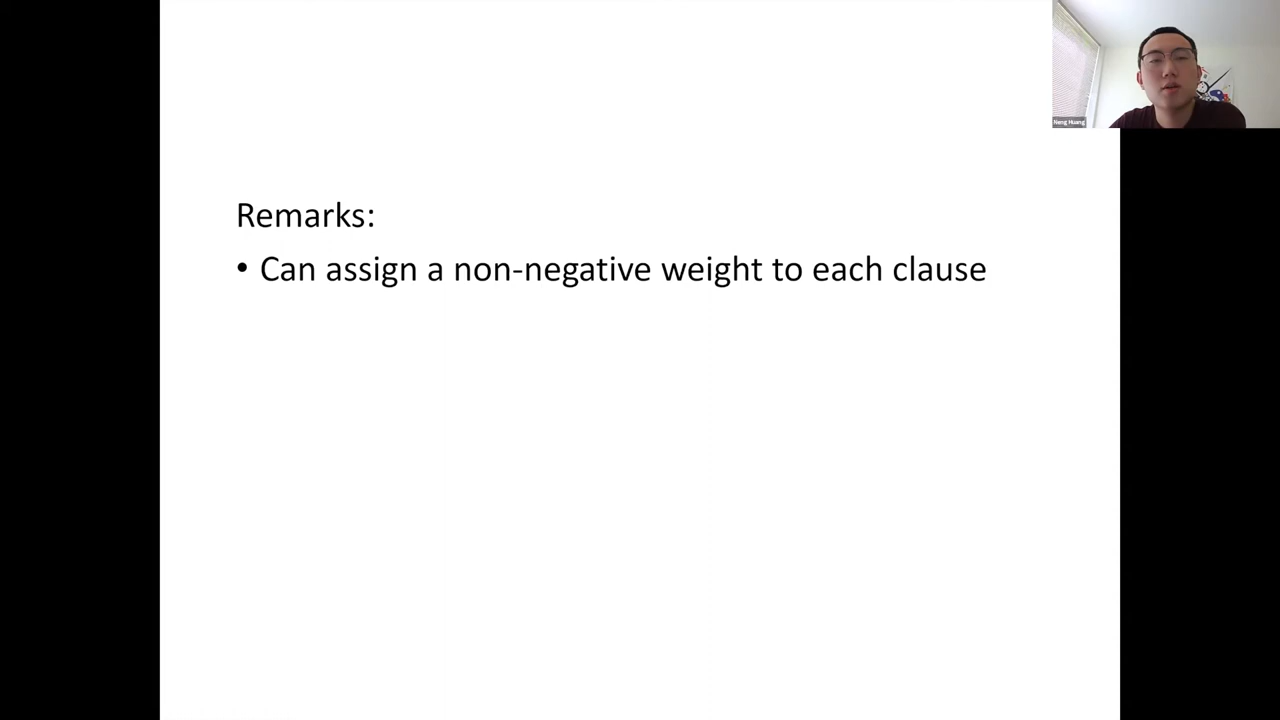 Remarks:
• Can assign a non-negative weight to each clause
Neng Huang